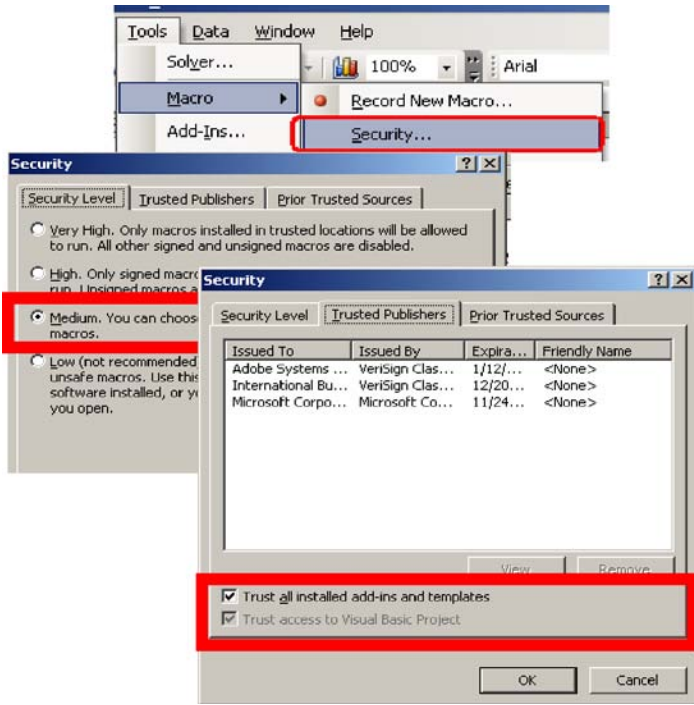 Tools Data Window Help
Solver...
100% Arial
Macro
Record New Macro...
Add-Ins...
Security...
Security
Security Level Trusted Publishers Prior Trusted Sources
Very High. Only macros installed in trusted locations will be allowed
to run. All other signed and unsigned macros are disabled.
High. Only signed macro
run. Unsigned macros a
Medium. You can choos
macros.
Low (not recommended
unsafe macros. Use this
software installed, or y
you open.
Security
Security Level Trusted Publishers Prior Trusted Sources
Issued To Issued By Expira... Friendly Name
Adobe Systems ... VeriSign Clas... 1/12/... <None>
International Bu... VeriSign Clas... 12/20... <None>
Microsoft Corpo... Microsoft Co... 11/24... <None>
View Remove
Trust all installed add-ins and templates
Trust access to Visual Basic Project
OK Cancel